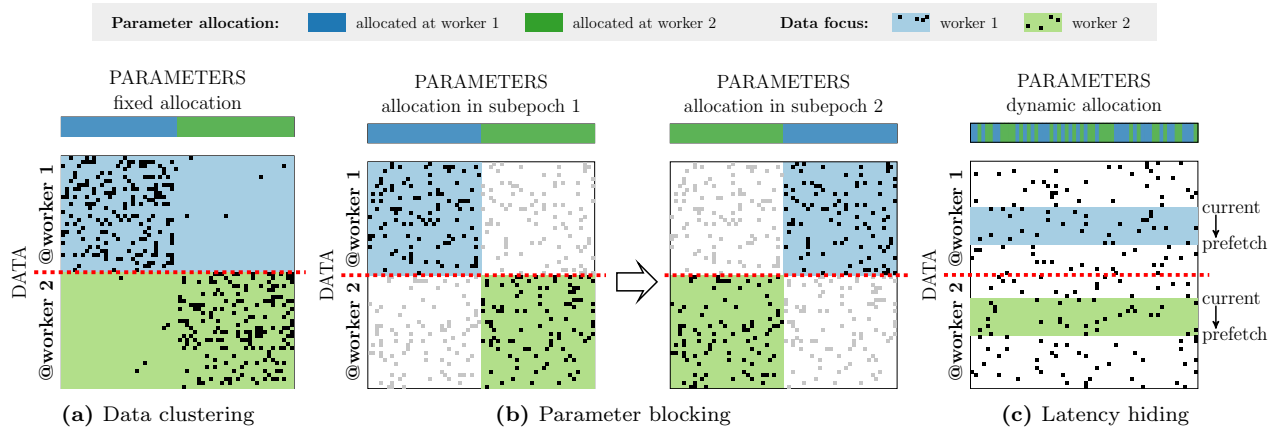 Parameter allocation: allocated at worker 1 allocated at worker 2 Data focus: worker 1 worker 2
PARAMETERS
fixed allocation
DATA
@worker 1
@worker 2
(a) Data clustering
PARAMETERS
allocation in subepoch 1
DATA
@worker 1
@worker 2
PARAMETERS
allocation in subepoch 2
(b) Parameter blocking
PARAMETERS
dynamic allocation
DATA
@worker 1
@worker 2
current
prefetch
current
prefetch
(c) Latency hiding